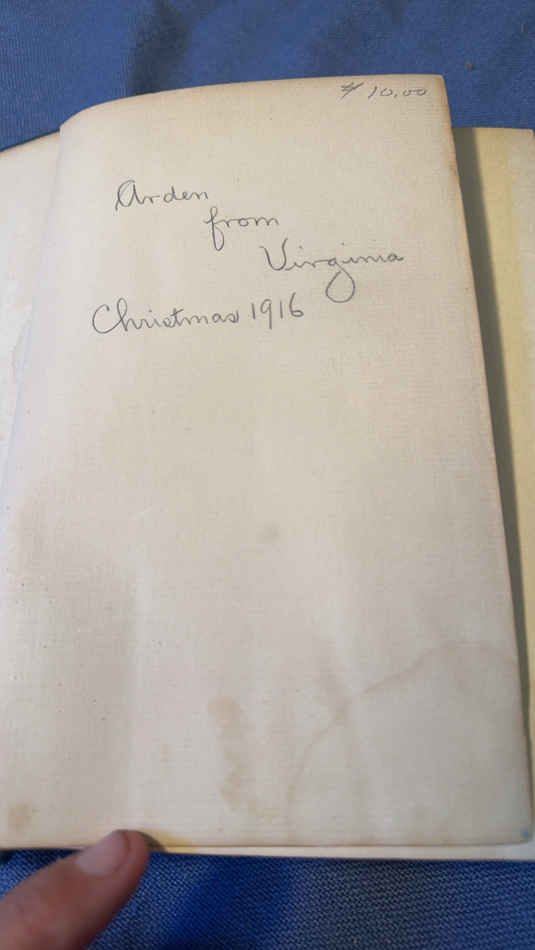 $ 10.00
Arden
from
Virginia
Christmas 1916